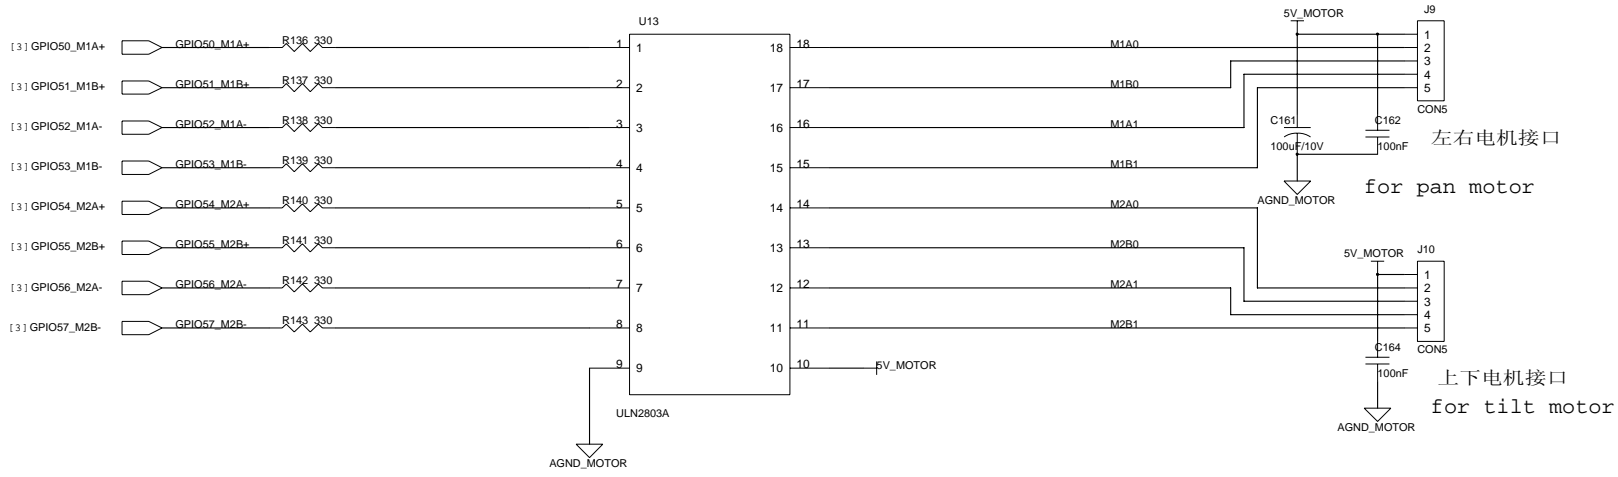 U13
5V_MOTOR
J9
[3] GPIO50_M1A+ GPIO50_M1A+ R136 330 1 1 18 18 M1A0 1
2
[3] GPIO51_M1B+ GPIO51_M1B+ R137 330 2 2 17 17 M1B0 3
4
5
CON5
[3] GPIO52_M1A- GPIO52_M1A- R138 330 3 3 16 16 M1A1
C161
100uF/10V
C162
100nF
左右电机接口
[3] GPIO53_M1B- GPIO53_M1B- R139 330 4 4 15 15 M1B1
for pan motor
AGND_MOTOR
[3] GPIO54_M2A+ GPIO54_M2A+ R140 330 5 5 14 14 M2A0
[3] GPIO55_M2B+ GPIO55_M2B+ R141 330 6 6 13 13 M2B0
5V_MOTOR
J10
1
2
3
4
5
CON5
[3] GPIO56_M2A- GPIO56_M2A- R142 330 7 7 12 12 M2A1
[3] GPIO57_M2B- GPIO57_M2B- R143 330 8 8 11 11 M2B1
C164
100nF
9 9 10 10 5V_MOTOR
上下电机接口
for tilt motor
ULN2803A
AGND_MOTOR
AGND_MOTOR